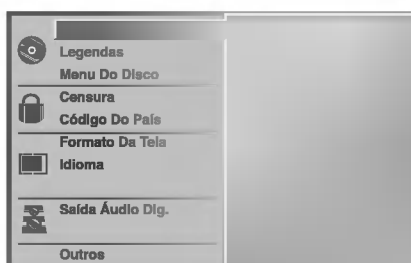 Legendas
Menu Do Disco
Censura
Código Do País
Formato Da Tela
Idioma
Saída Áudio Dig.
Outros